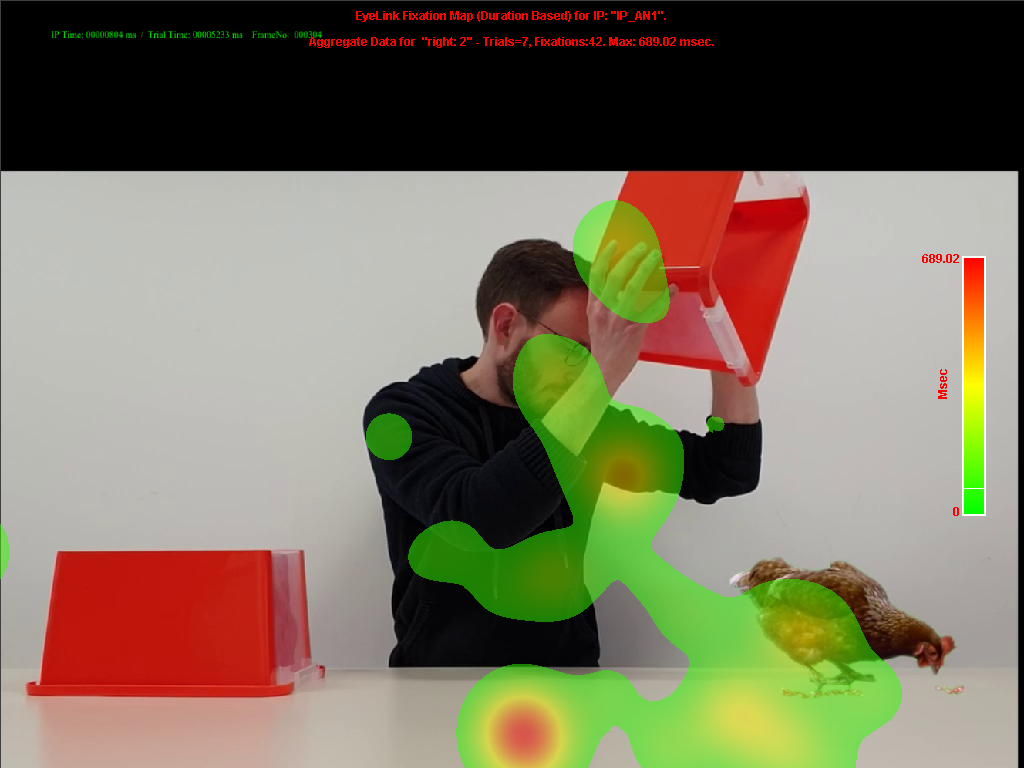 EyeLink Fixation Map (Duration Based) for IP: "IP_AN1".
IP Time: 00000804 ms / Trial Time: 00005233 ms FrameNo: 000304
Aggregate Data for "right: 2" - Trials=7, Fixations:42. Max: 689.02 msec.
689.02
Msec
0